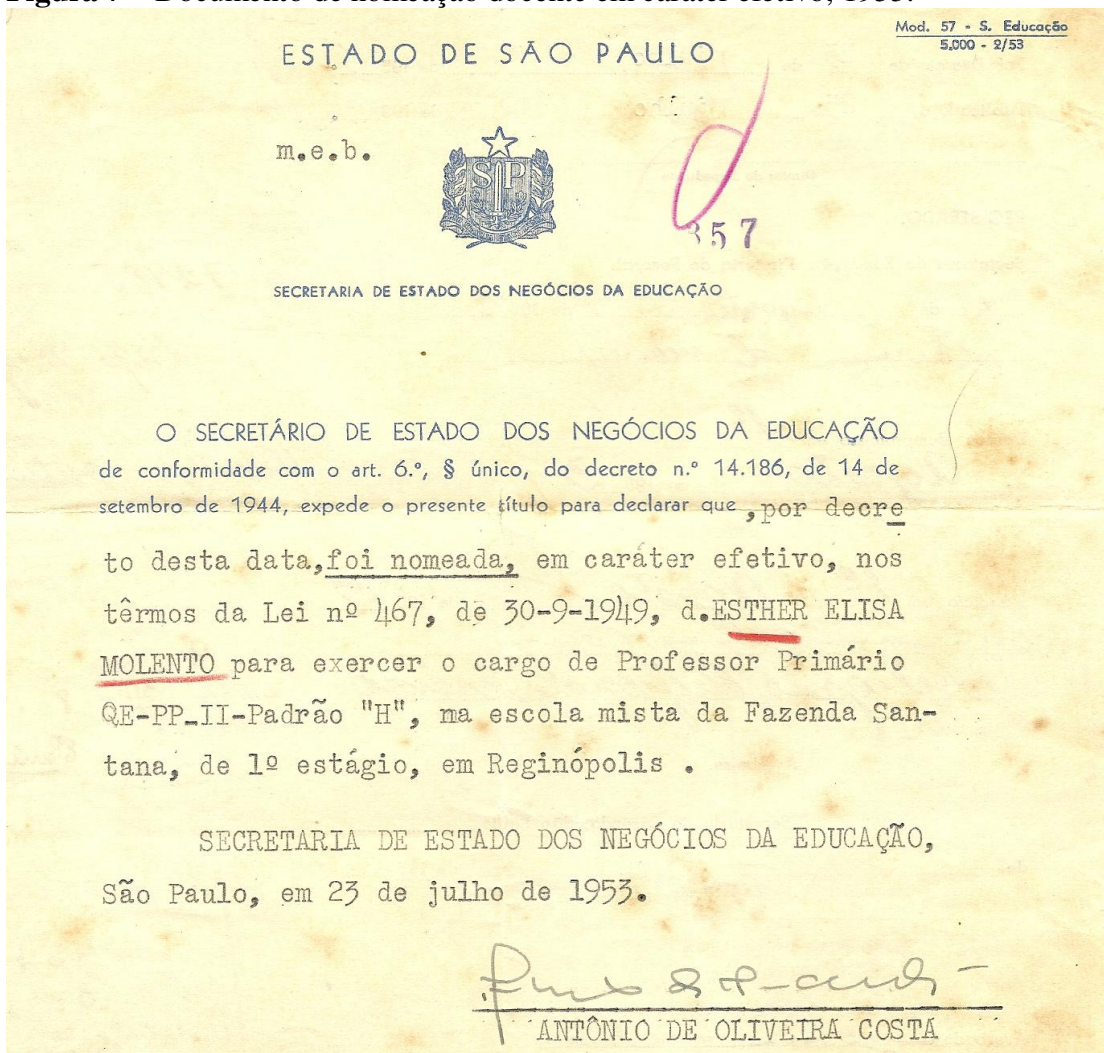 Mod. 57 - S. Educação
5.000 - 2/53
ESTADO DE SÃO PAULO
m.e.b.
SP
357
SECRETARIA DE ESTADO DOS NEGÓCIOS DA EDUCAÇÃO
O SECRETÁRIO DE ESTADO DOS NEGÓCIOS DA EDUCAÇÃO
de conformidade com o art. 6.º, § único, do decreto n.º 14.186, de 14 de
setembro de 1944, expede o presente título para declarar que ,por decre
to desta data,foi nomeada, em caráter efetivo, nos
têrmos da Lei nº 467, de 30-9-1949, d.ESTHER ELISA
MOLENTO para exercer o cargo de Professor Primário
QE-PP-II-Padrão "H", ma escola mista da Fazenda San-
tana, de 1º estágio, em Reginópolis .
SECRETARIA DE ESTADO DOS NEGÓCIOS DA EDUCAÇÃO,
São Paulo, em 23 de julho de 1953.
ANTÔNIO DE OLIVEIRA COSTA